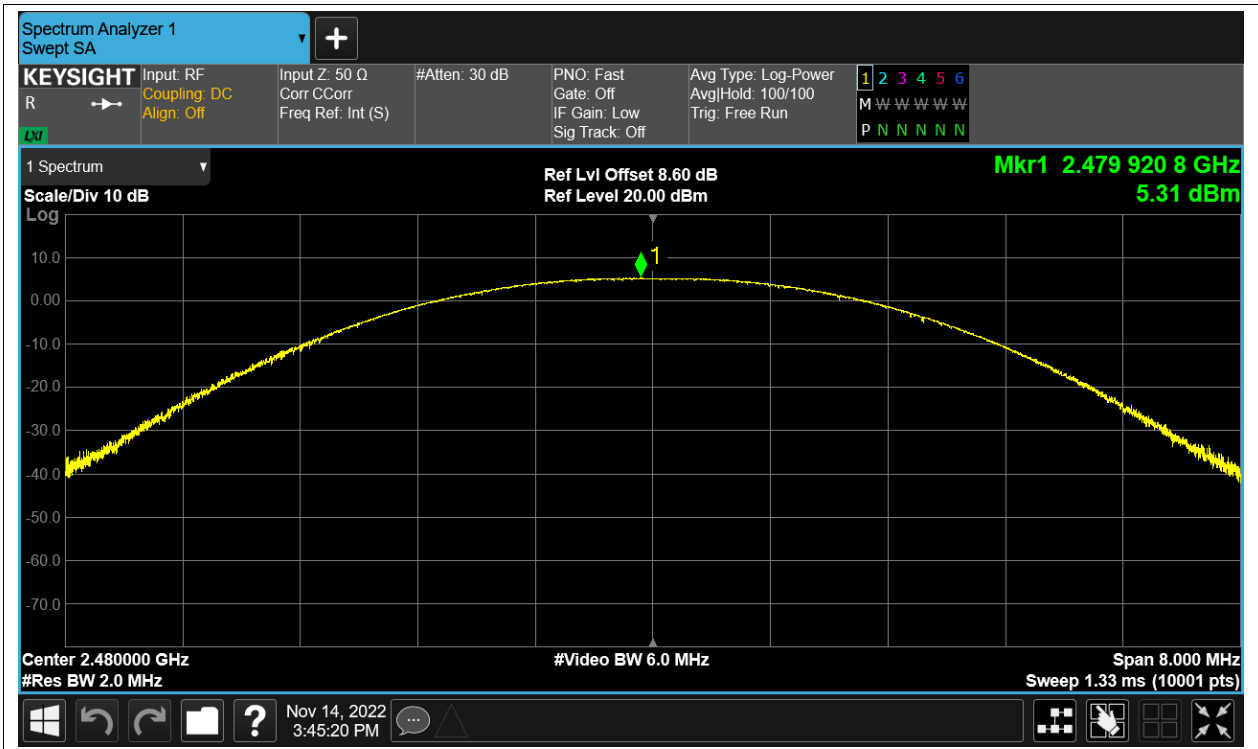 Spectrum Analyzer 1
Swept SA
KEYSIGHT
R
LXI
Input: RF
Coupling: DC
Align: Off
Input Z: 50 Ω
Corr CCorr
Freq Ref: Int (S)
#Atten: 30 dB
PNO: Fast
Gate: Off
IF Gain: Low
Sig Track: Off
Avg Type: Log-Power
Avg|Hold: 100/100
Trig: Free Run
1 2 3 4 5 6
M W W W W W
P N N N N N
1 Spectrum
Scale/Div 10 dB
Log
Ref Lvl Offset 8.60 dB
Ref Level 20.00 dBm
Mkr1 2.479 920 8 GHz
5.31 dBm
1
10.0
0.00
-10.0
-20.0
-30.0
-40.0
-50.0
-60.0
-70.0
Center 2.480000 GHz
#Res BW 2.0 MHz
#Video BW 6.0 MHz
Span 8.000 MHz
Sweep 1.33 ms (10001 pts)
?
Nov 14, 2022
3:45:20 PM